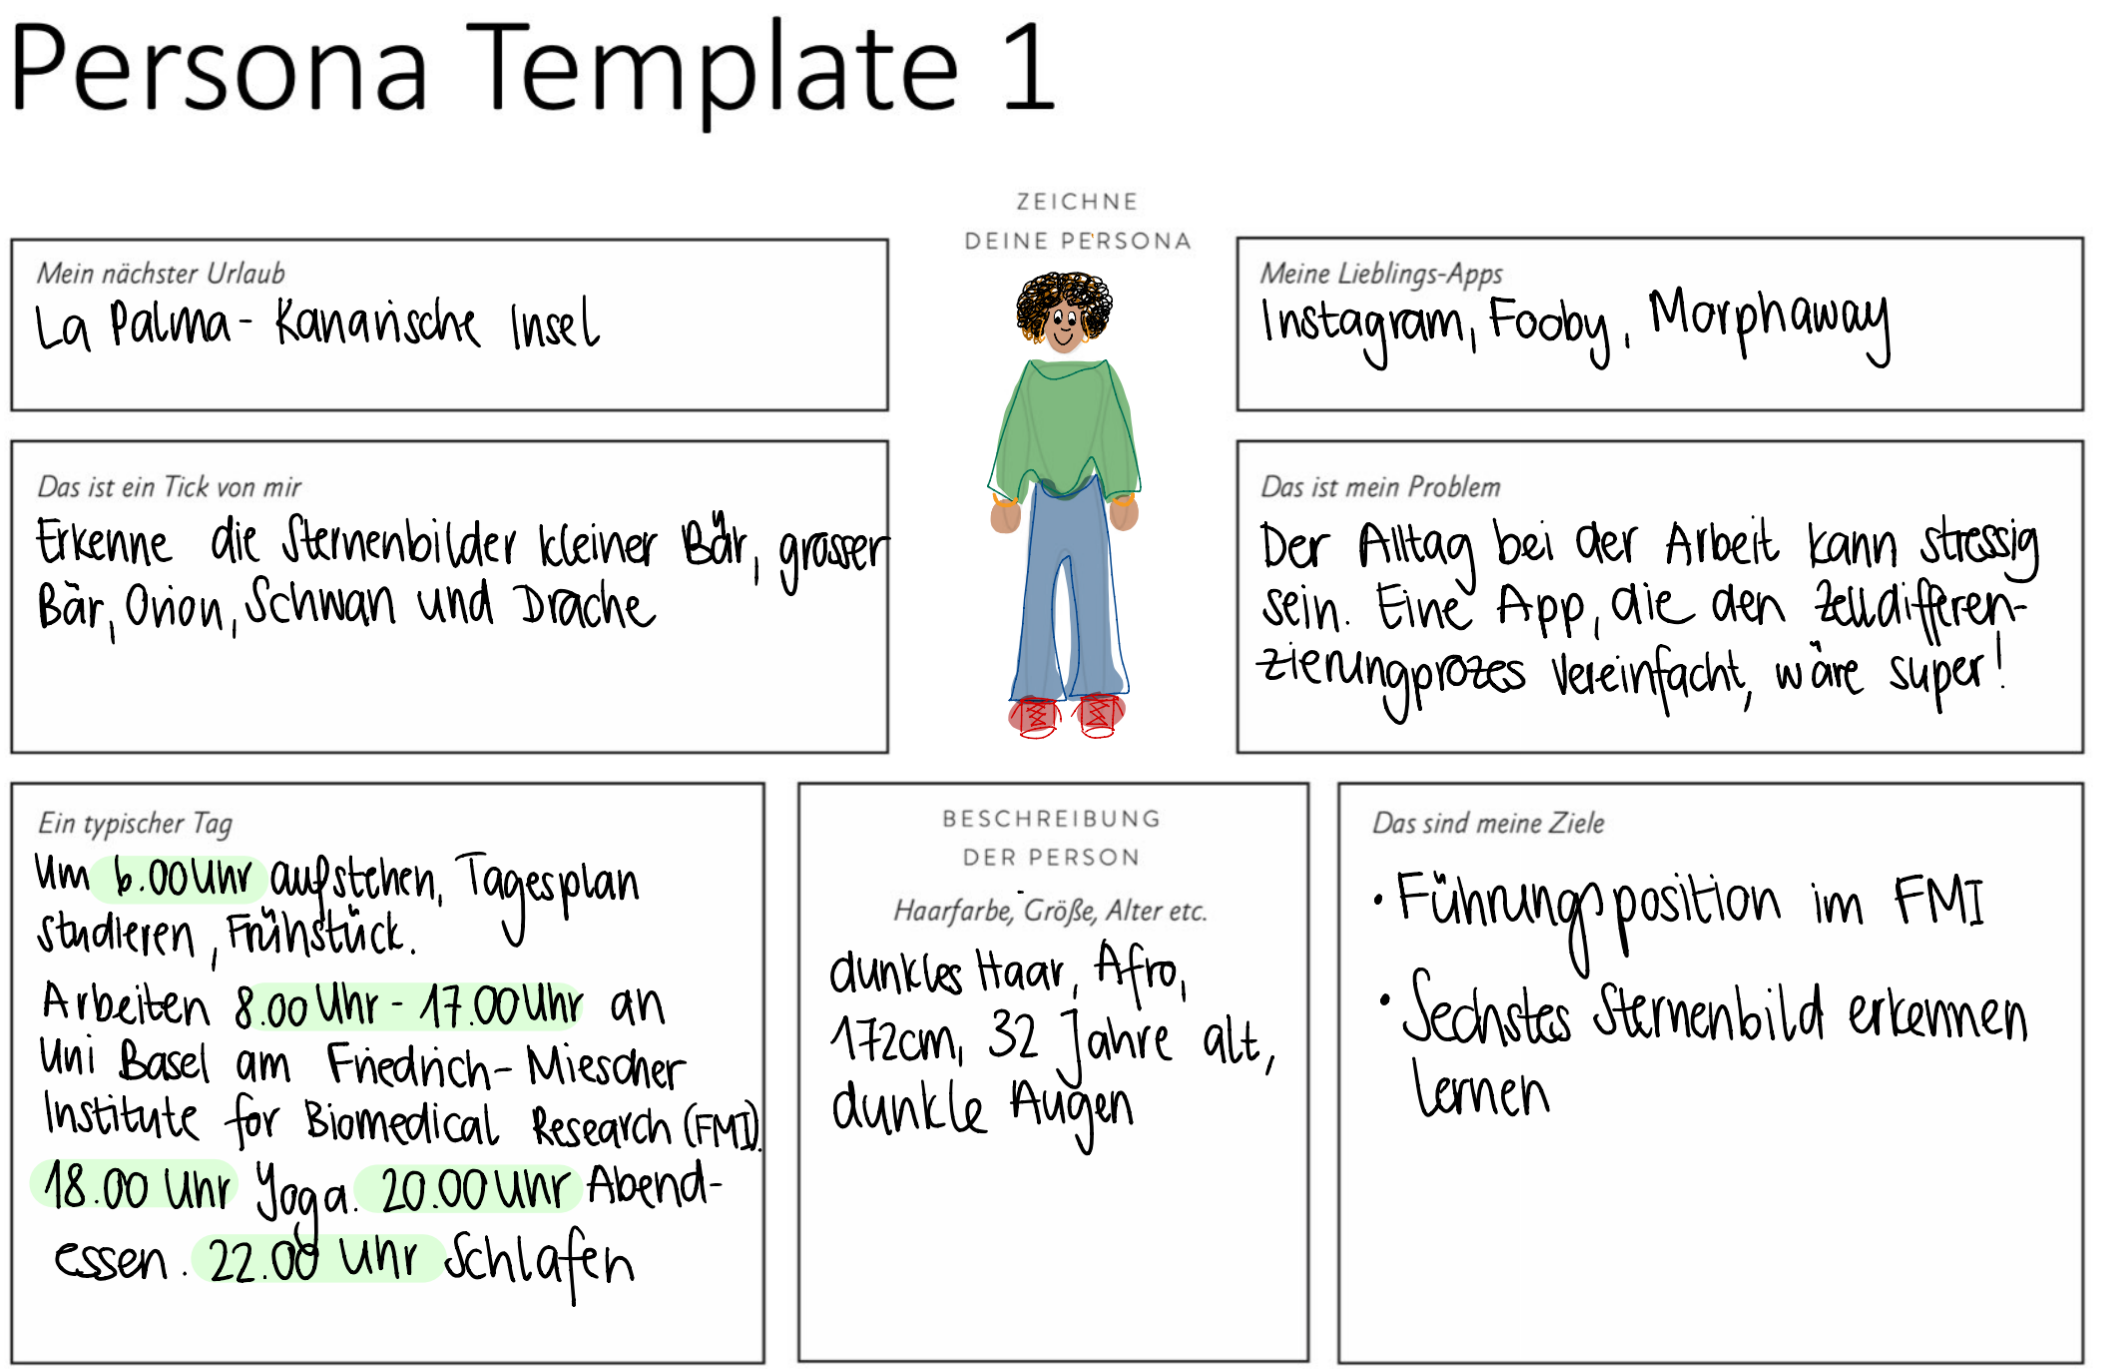 Persona Template 1
ZEICHNE
DEINE PERSONA
Mein nächster Urlaub
La Palma - Kanarische Insel
Meine Lieblings-Apps
Instagram, Fooby, Morphaway
Das ist ein Tick von mir
Erkenne die Sternenbilder kleiner Bär, grosser
Bär, Orion, Schwan und Drache
Das ist mein Problem
Der Alltag bei der Arbeit kann stressig
sein. Eine App, die den Zelldifferen-
zierungprozes vereinfacht, wäre super!
Ein typischer Tag
Um 6.00 Uhr aufstehen, Tagesplan
studieren, Frühstück.
Arbeiten 8.00 Uhr - 17.00 Uhr an
Uni Basel am Friedrich-Miescher
Institute for Biomedical Research (FMI).
18.00 Uhr Yoga. 20.00 Uhr Abend-
essen. 22.00 Uhr Schlafen
BESCHREIBUNG
DER PERSON
Haarfarbe, Größe, Alter etc.
dunkles Haar, Afro,
172cm, 32 Jahre alt,
dunkle Augen
Das sind meine Ziele
• Führungsposition im FMI
• Sechstes Sternenbild erkennen
lernen